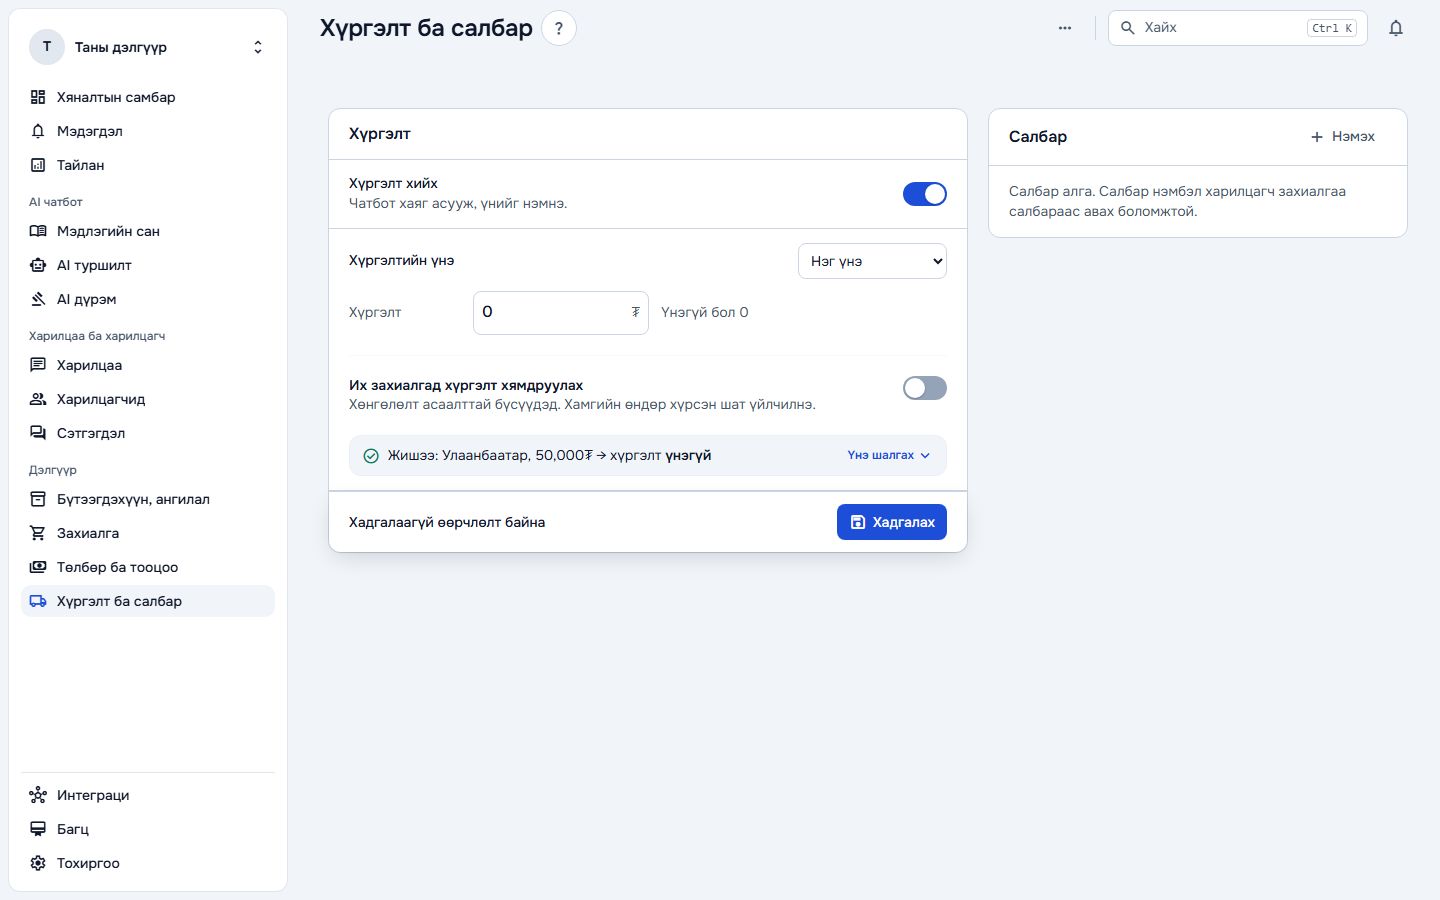 Т
Таны дэлгүүр
Хяналтын самбар
Мэдэгдэл
Тайлан
AI чатбот
Мэдлэгийн сан
AI туршилт
AI дүрэм
Харилцаа ба харилцагч
Харилцаа
Харилцагчид
Сэтгэгдэл
Дэлгүүр
Бүтээгдэхүүн, ангилал
Захиалга
Төлбөр ба тооцоо
Хүргэлт ба салбар
Интеграци
Багц
Тохиргоо
Хүргэлт ба салбар
?
Хайх
Ctrl K
Хүргэлт
Хүргэлт хийх
Чатбот хаяг асууж, үнийг нэмнэ.
Хүргэлтийн үнэ
Нэг үнэ
Хүргэлт
0 ₮
Үнэгүй бол 0
Их захиалгад хүргэлт хямдруулах
Хөнгөлөлт асаалттай бүсүүдэд. Хамгийн өндөр хүрсэн шат үйлчилнэ.
Жишээ: Улаанбаатар, 50,000₮ → хүргэлт үнэгүй
Үнэ шалгах
Хадгалаагүй өөрчлөлт байна
Хадгалах
Салбар
+ Нэмэх
Салбар алга. Салбар нэмбэл харилцагч захиалгаа
салбараас авах боломжтой.